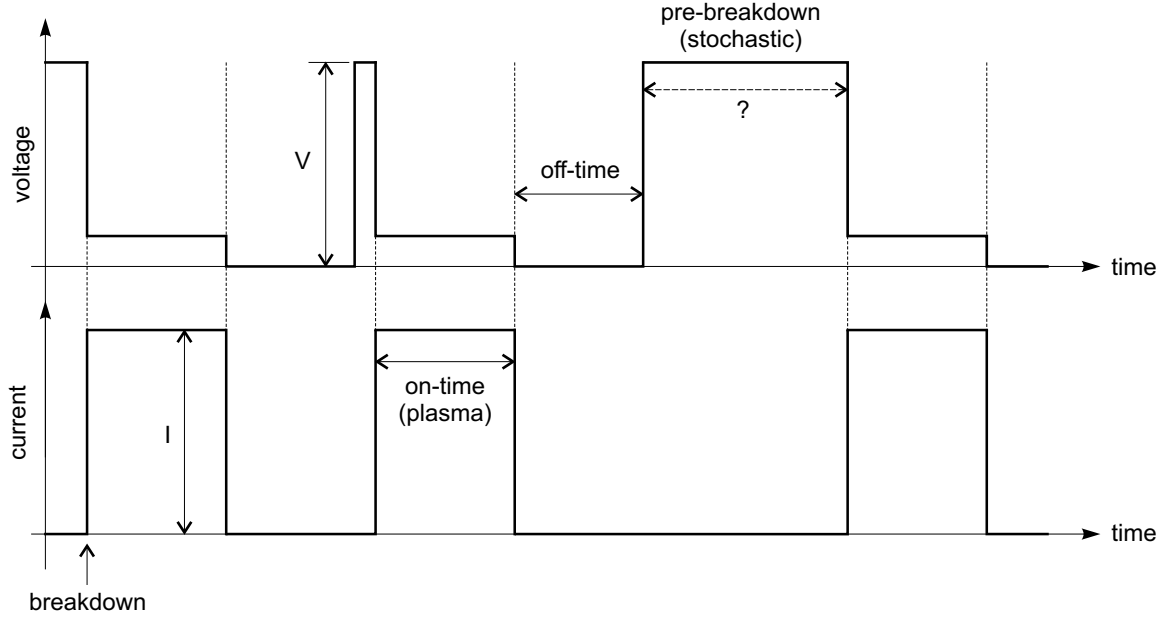 pre-breakdown
(stochastic)
voltage
V
off-time
?
time
current
I
on-time
(plasma)
time
breakdown